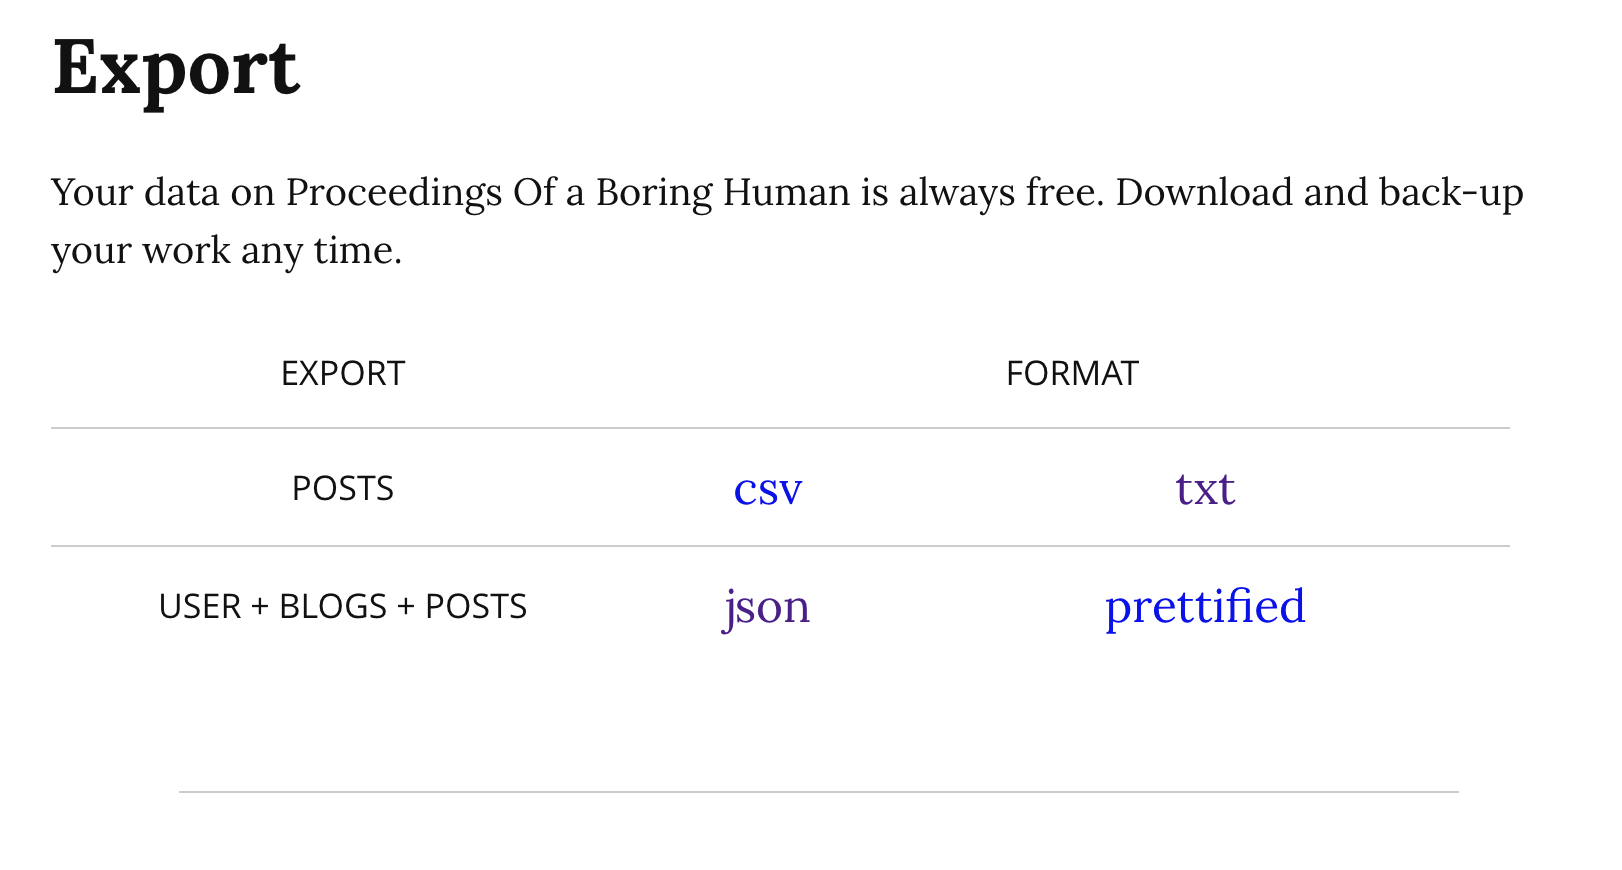 Export
Your data on Proceedings Of a Boring Human is always free. Download and back-up
your work any time.
EXPORT FORMAT
POSTS csv txt
USER + BLOGS + POSTS json prettified